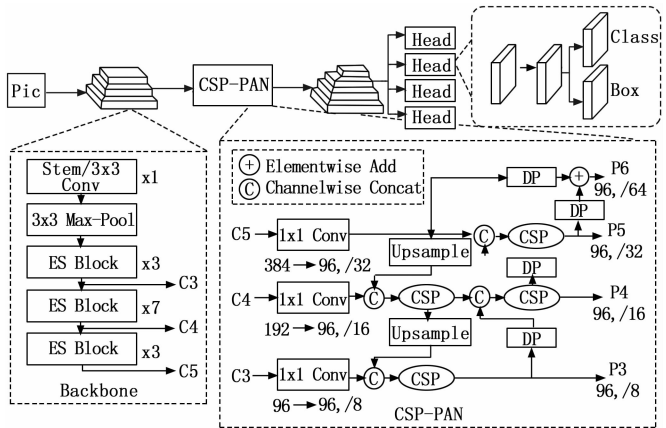 Pic
CSP-PAN
Head
Head
Head
Head
Class
Box
Stem/3x3
Conv
x1
3x3 Max-Pool
ES Block
x3
C3
ES Block
x7
C4
ES Block
x3
C5
Backbone
+ Elementwise Add
C Channelwise Concat
DP
+
P6
96,/64
DP
C5
1x1 Conv
384→96,/32
C
CSP
P5
96,/32
Upsample
DP
C4
1x1 Conv
192→96,/16
C
CSP
C
CSP
P4
96,/16
Upsample
DP
C3
1x1 Conv
96→96,/8
C
CSP
P3
96,/8
CSP-PAN